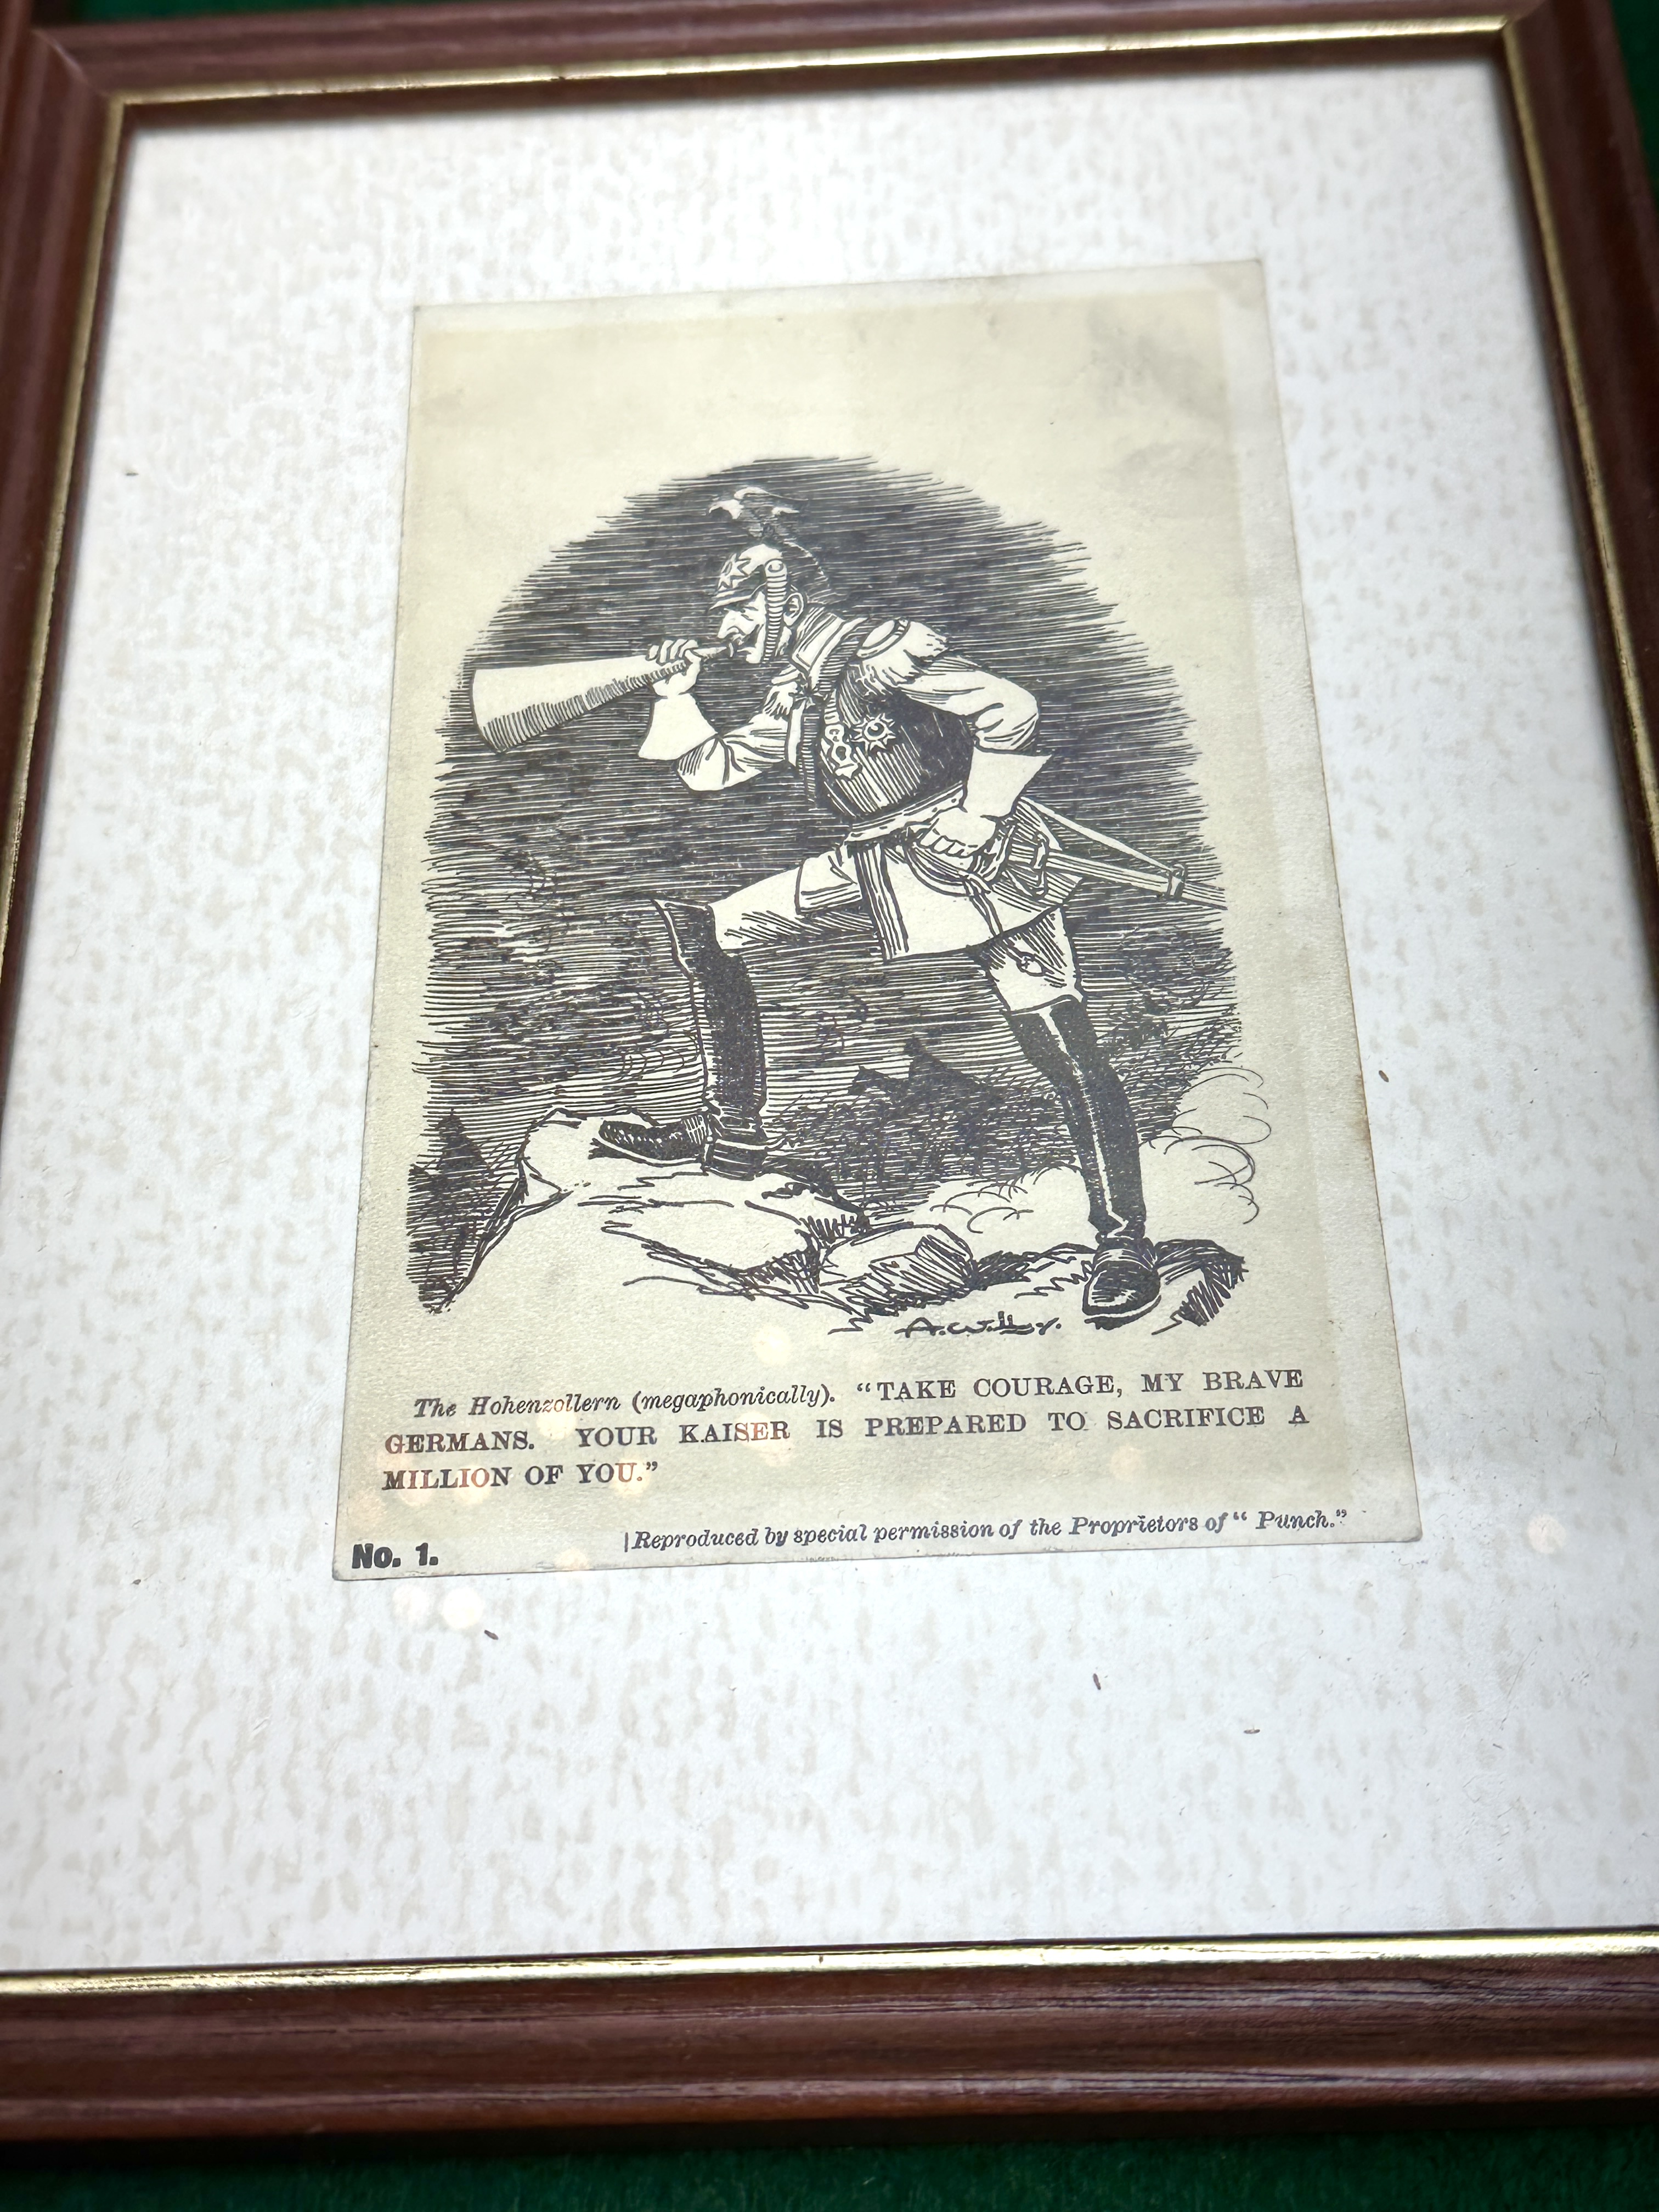 The Hohenzollern (megaphonically). "TAKE COURAGE, MY BRAVE
GERMANS. YOUR KAISER IS PREPARED TO SACRIFICE A
MILLION OF YOU."
Reproduced by special permission of the Proprietors of "Punch."
No. 1.